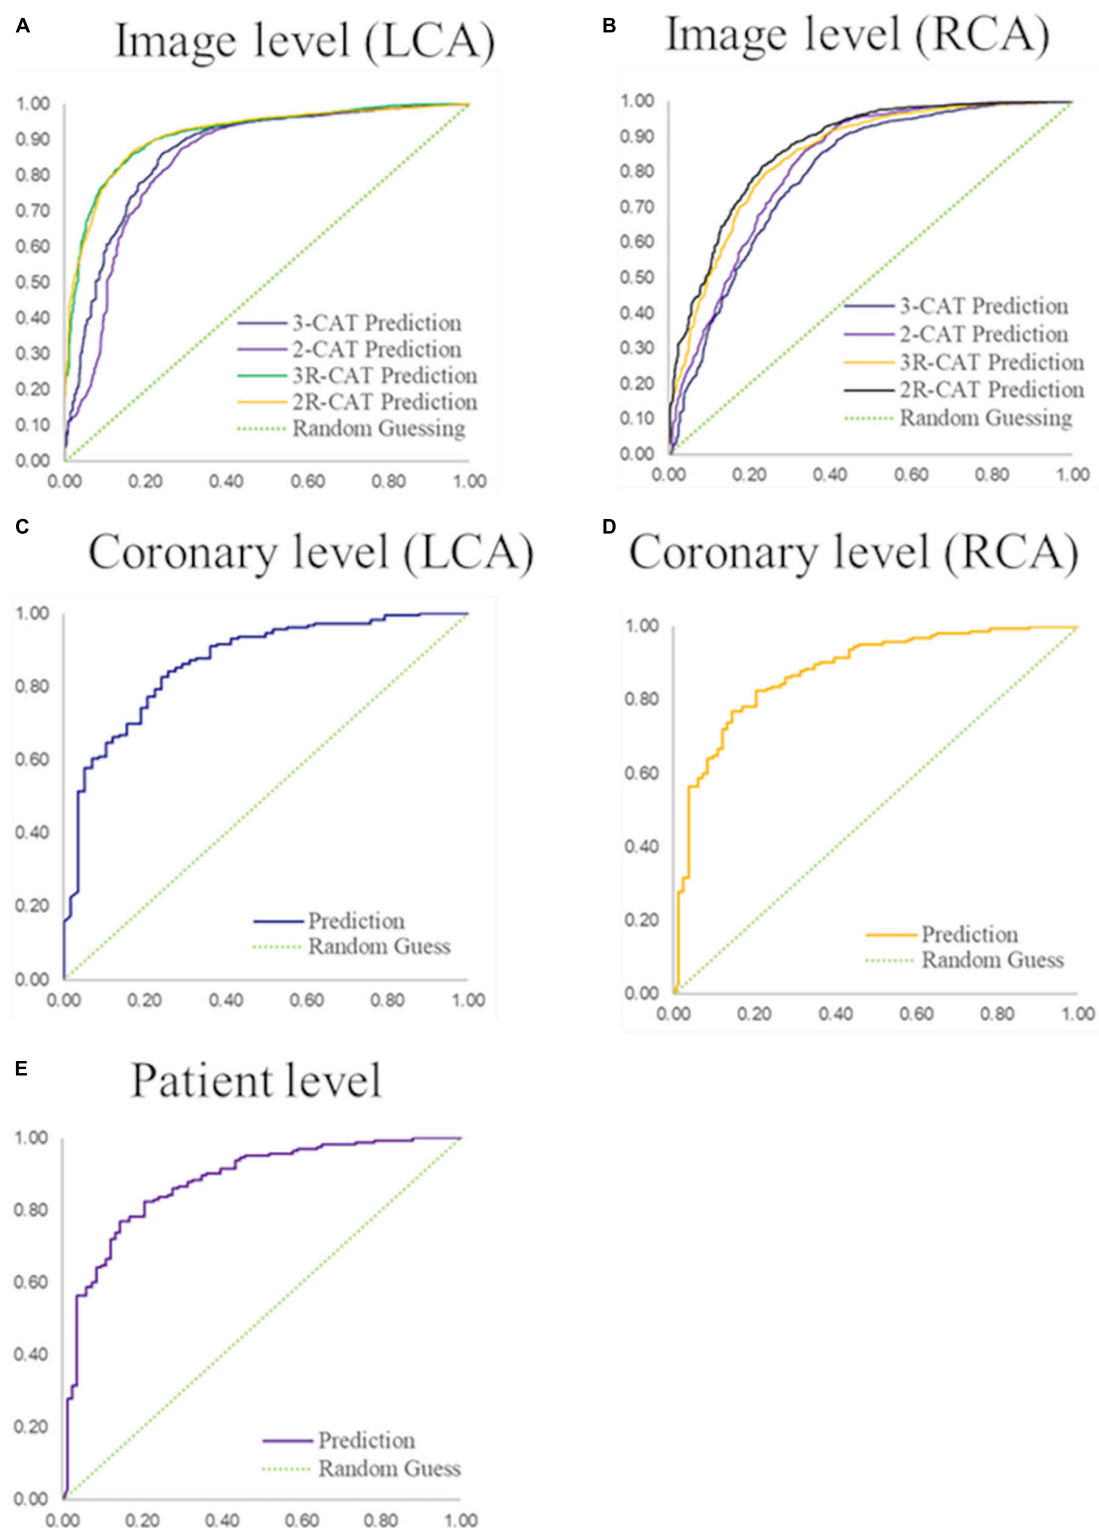 A
Image level (LCA)
1.00
0.90
0.80
0.70
0.60
0.50
0.40
0.30
0.20
0.10
0.00
3-CAT Prediction
2-CAT Prediction
3R-CAT Prediction
2R-CAT Prediction
Random Guessing
0.00 0.20 0.40 0.60 0.80 1.00
B
Image level (RCA)
1.00
0.90
0.80
0.70
0.60
0.50
0.40
0.30
0.20
0.10
0.00
3-CAT Prediction
2-CAT Prediction
3R-CAT Prediction
2R-CAT Prediction
Random Guessing
0.00 0.20 0.40 0.60 0.80 1.00
C
Coronary level (LCA)
1.00
0.80
0.60
0.40
0.20
0.00
Prediction
Random Guess
0.00 0.20 0.40 0.60 0.80 1.00
D
Coronary level (RCA)
1.00
0.80
0.60
0.40
0.20
0.00
Prediction
Random Guess
0.00 0.20 0.40 0.60 0.80 1.00
E
Patient level
1.00
0.80
0.60
0.40
0.20
0.00
Prediction
Random Guess
0.00 0.20 0.40 0.60 0.80 1.00